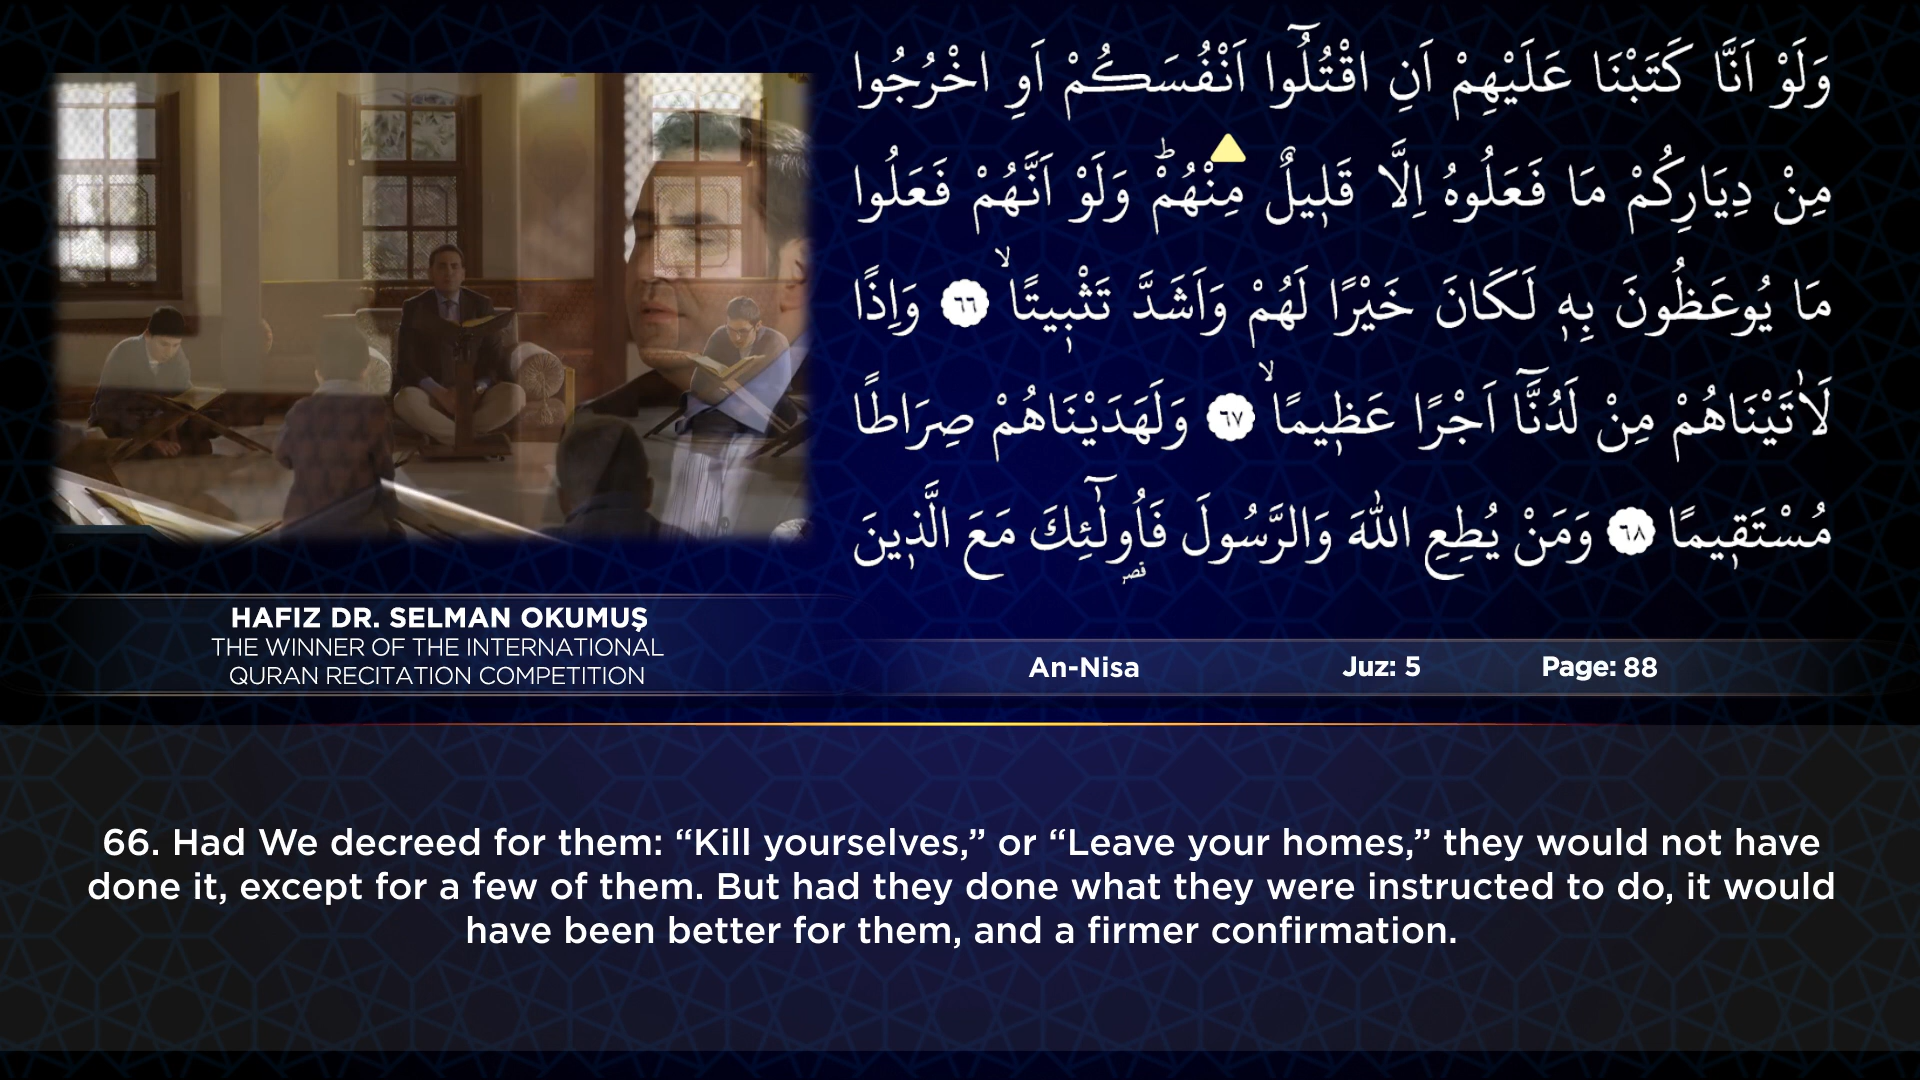 وَلَوْ اَنَّا كَتَبْنَا عَلَيْهِمْ اَنِ اقْتُلُٓوا اَنْفُسَكُمْ اَوِ اخْرُجُوا
مِنْ دِيَارِكُمْ مَا فَعَلُوهُ اِلَّا قَلٖيلٌ مِنْهُمْؕ وَلَوْ اَنَّهُمْ فَعَلُوا
مَا يُوعَظُونَ بِهٖ لَكَانَ خَيْرًا لَهُمْ وَاَشَدَّ تَثْبٖيتًاۙ ٦٦ وَاِذًا
لَاٰتَيْنَاهُمْ مِنْ لَدُنَّٓا اَجْرًا عَظٖيمًاۙ ٦٧ وَلَهَدَيْنَاهُمْ صِرَاطًا
مُسْتَقٖيمًا ٦٨ وَمَنْ يُطِعِ اللّٰهَ وَالرَّسُولَ فَاُو۬لٰٓئِكَ مَعَ الَّذٖينَ
قصر
HAFIZ DR. SELMAN OKUMUŞ
THE WINNER OF THE INTERNATIONAL
QURAN RECITATION COMPETITION
An-Nisa Juz: 5 Page: 88
66. Had We decreed for them: “Kill yourselves,” or “Leave your homes,” they would not have
done it, except for a few of them. But had they done what they were instructed to do, it would
have been better for them, and a firmer confirmation.